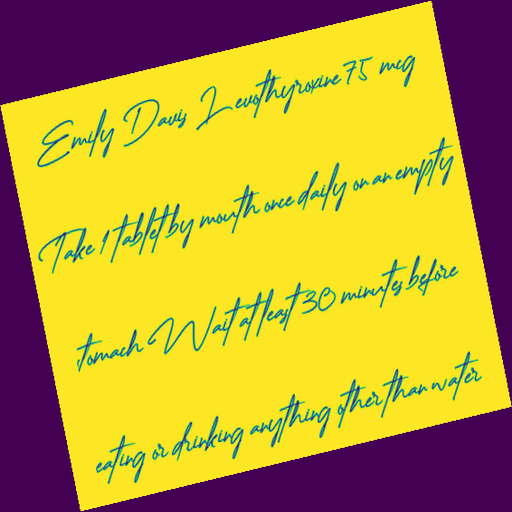 Emily Davis Levothyroxine 75 mcg
Take 1 tablet by mouth once daily on an empty
tomach Wait at least 30 minutes before
eating or drinking anything other than water